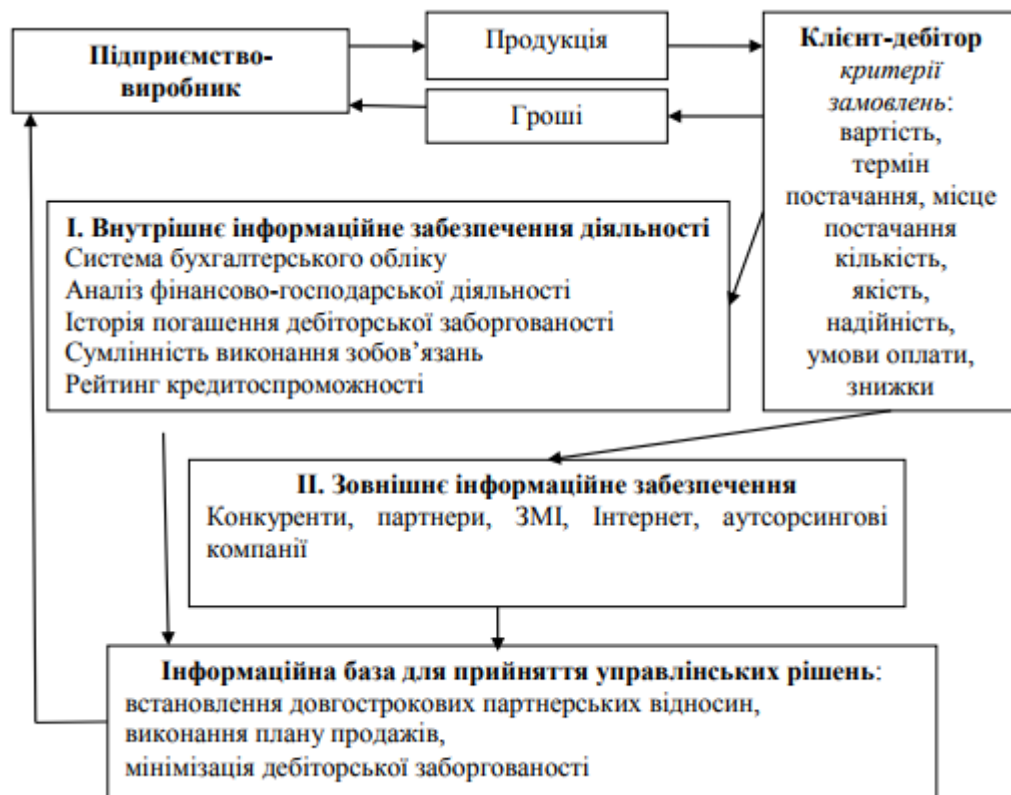 Підприємство-
виробник
Продукція
Гроші
Клієнт-дебітор
критерії
замовлень:
вартість,
термін
постачання, місце
постачання
кількість,
якість,
надійність,
умови оплати,
знижки
І. Внутрішнє інформаційне забезпечення діяльності
Система бухгалтерського обліку
Аналіз фінансово-господарської діяльності
Історія погашення дебіторської заборгованості
Сумлінність виконання зобов’язань
Рейтинг кредитоспроможності
ІІ. Зовнішнє інформаційне забезпечення
Конкуренти, партнери, ЗМІ, Інтернет, аутсорсингові
компанії
Інформаційна база для прийняття управлінських рішень:
встановлення довгострокових партнерських відносин,
виконання плану продажів,
мінімізація дебіторської заборгованості